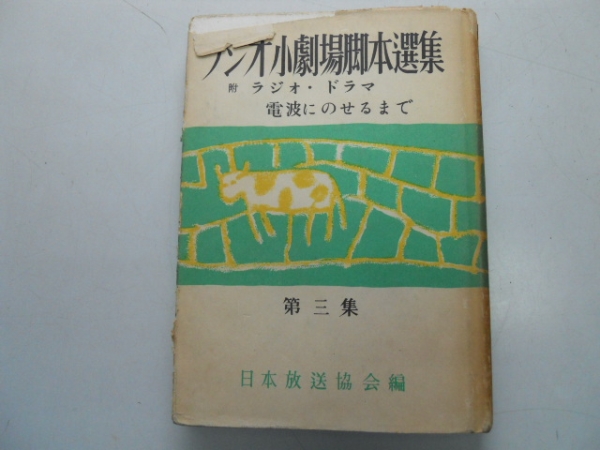 ラジオ小劇場脚本選集
附 ラジオ・ドラマ
電波にのせるまで
第三集
日本放送協会編